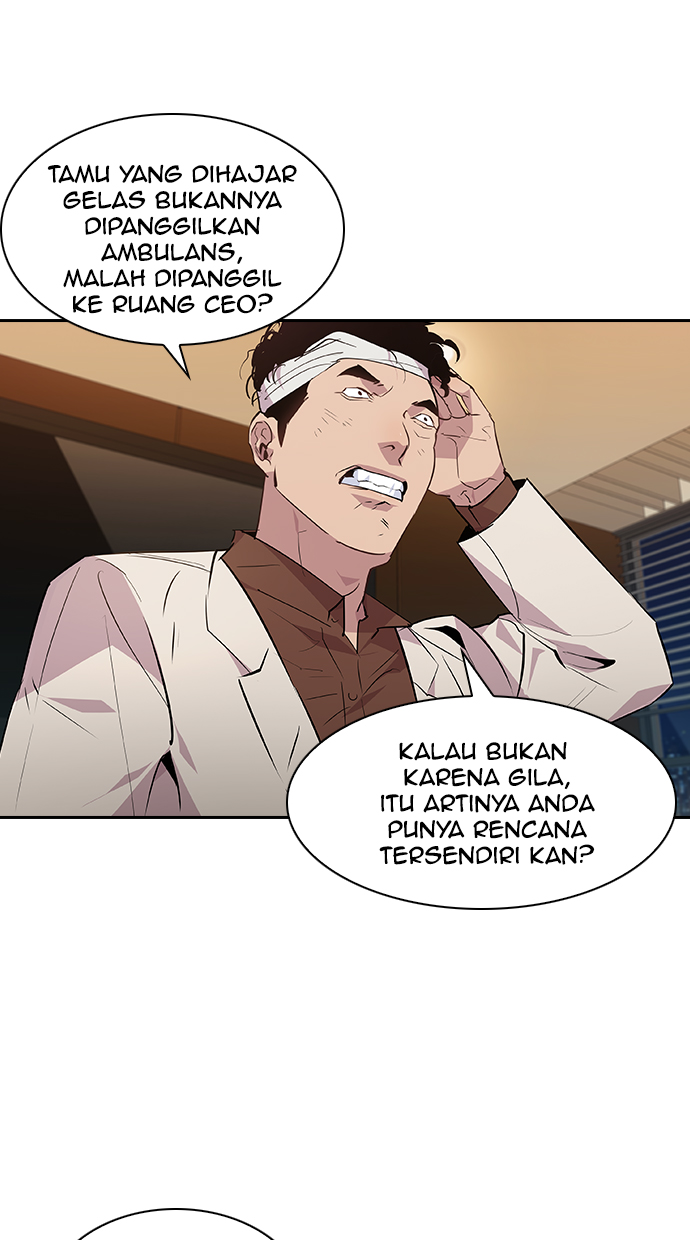 TAMU YANG DIHAJAR
GELAS BUKANNYA
DIPANGGILKAN
AMBULANS,
MALAH DIPANGGIL
KE RUANG CEO?
KALAU BUKAN
KARENA GILA,
ITU ARTINYA ANDA
PUNYA RENCANA
TERSENDIRI KAN?